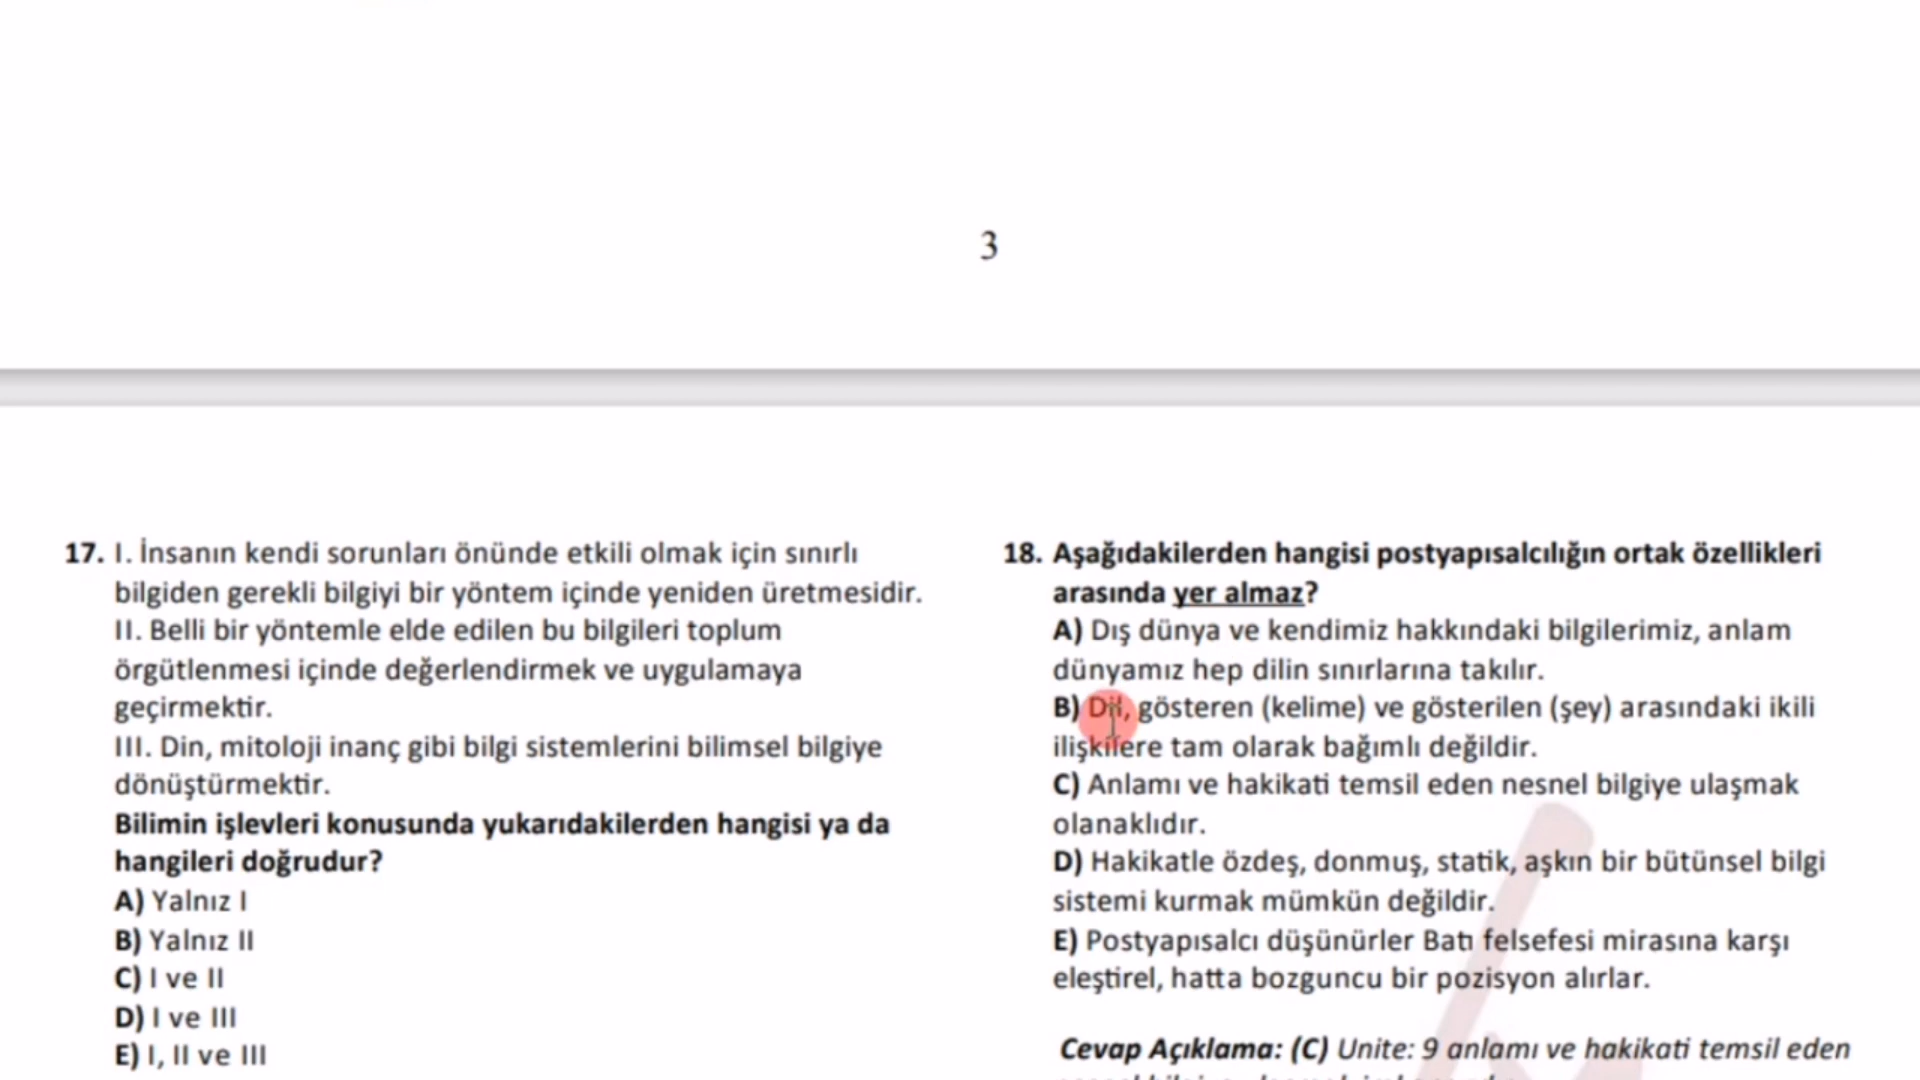 3
17. I. İnsanın kendi sorunları önünde etkili olmak için sınırlı
bilgiden gerekli bilgiyi bir yöntem içinde yeniden üretmesidir.
II. Belli bir yöntemle elde edilen bu bilgileri toplum
örgütlenmesi içinde değerlendirmek ve uygulamaya
geçirmektir.
III. Din, mitoloji inanç gibi bilgi sistemlerini bilimsel bilgiye
dönüştürmektir.
Bilimin işlevleri konusunda yukarıdakilerden hangisi ya da
hangileri doğrudur?
A) Yalnız I
B) Yalnız II
C) I ve II
D) I ve III
E) I, II ve III
18. Aşağıdakilerden hangisi postyapısalcılığın ortak özellikleri
arasında yer almaz?
A) Dış dünya ve kendimiz hakkındaki bilgilerimiz, anlam
dünyamız hep dilin sınırlarına takılır.
B) Dil, gösteren (kelime) ve gösterilen (şey) arasındaki ikili
ilişkilere tam olarak bağımlı değildir.
C) Anlamı ve hakikati temsil eden nesnel bilgiye ulaşmak
olanaklıdır.
D) Hakikatle özdeş, donmuş, statik, aşkın bir bütünsel bilgi
sistemi kurmak mümkün değildir.
E) Postyapısalcı düşünürler Batı felsefesi mirasına karşı
eleştirel, hatta bozguncu bir pozisyon alırlar.
Cevap Açıklama: (C) Unite: 9 anlamı ve hakikati temsil eden